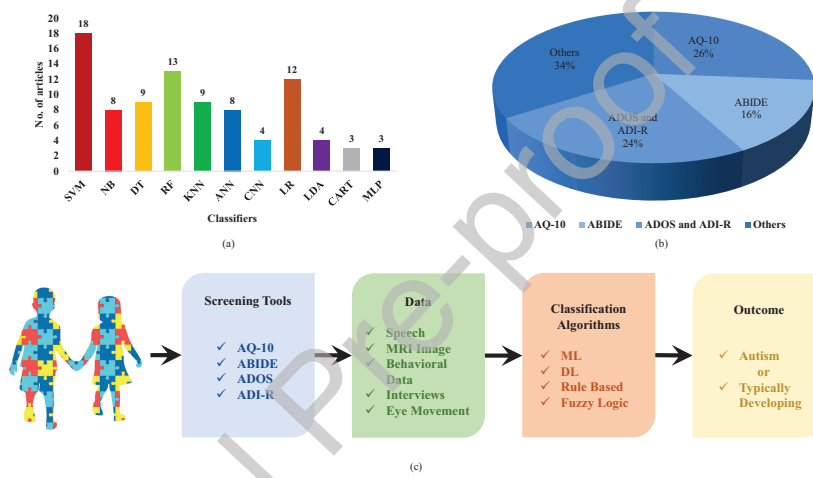 20
18
16
14
12
10
8
6
4
2
0
No. of articles
18
8
9
13
9
8
4
12
4
3
3
SVM
NB
DT
RF
KNN
ANN
CNN
LR
LDA
CART
MLP
Classifiers
(a)
Others
34%
AQ-10
26%
ABIDE
16%
ADOS and
ADI-R
24%
AQ-10 ABIDE ADOS and ADI-R Others
(b)
Screening Tools
✓ AQ-10
✓ ABIDE
✓ ADOS
✓ ADI-R
Data
✓ Speech
✓ MRI Image
✓ Behavioral
Data
✓ Interviews
✓ Eye Movement
Classification
Algorithms
✓ ML
✓ DL
✓ Rule Based
✓ Fuzzy Logic
Outcome
✓ Autism
or
✓ Typically
Developing
(c)
Pre-proof